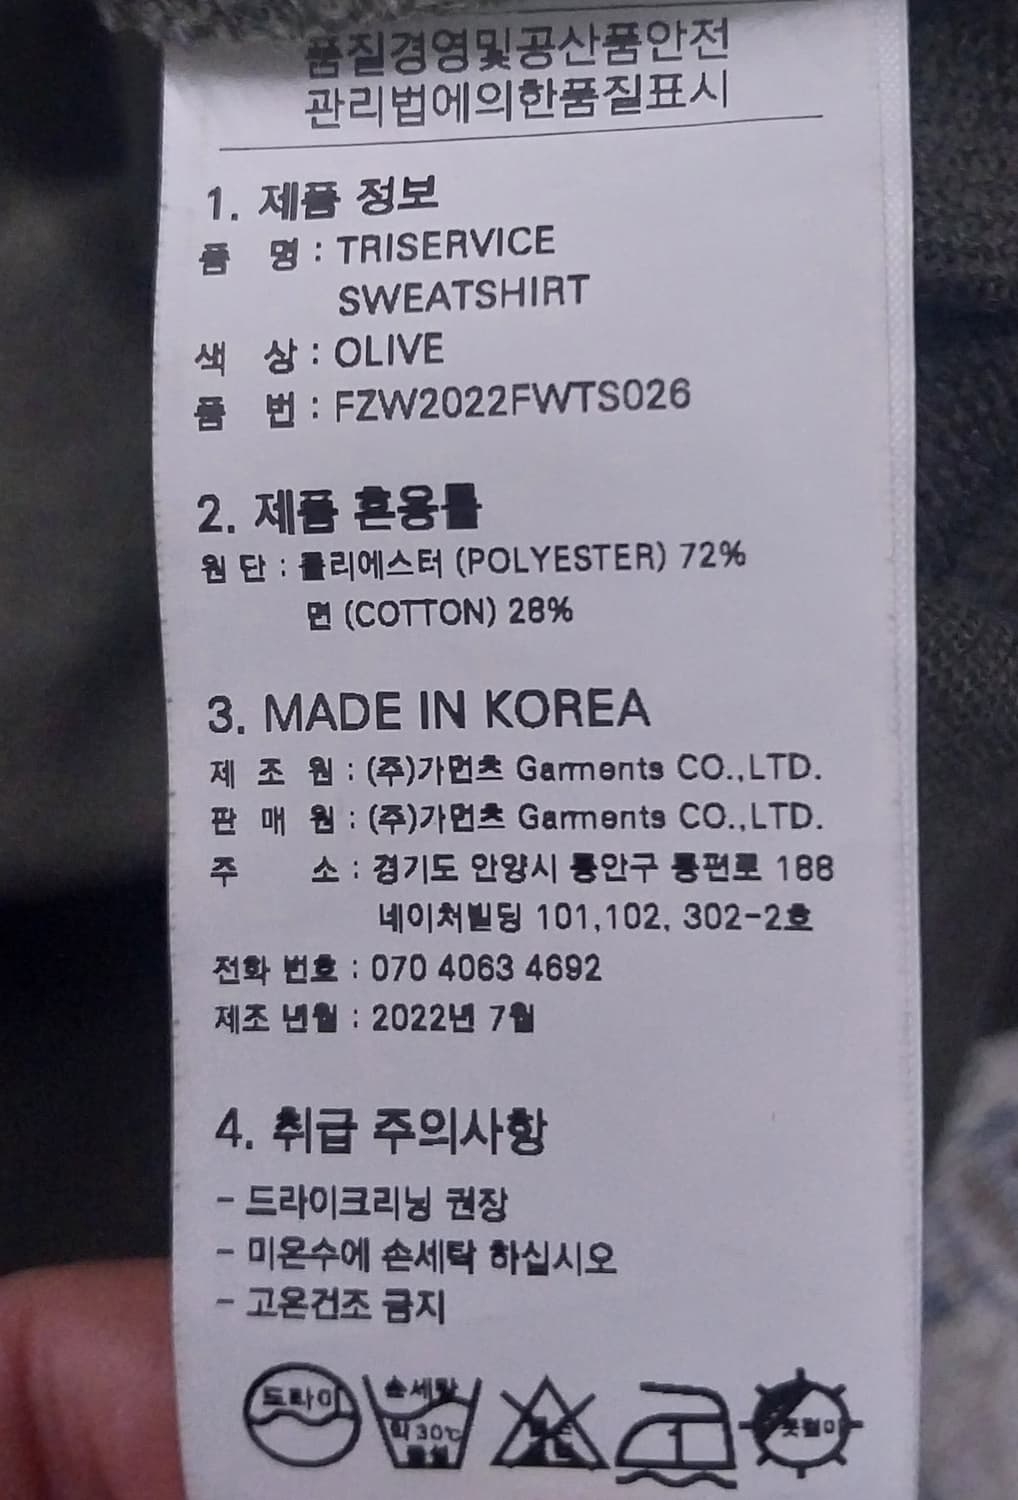 품질경영및공산품안전
관리법에의한품질표시
1. 제품 정보
품 명 : TRISERVICE
SWEATSHIRT
색 상 : OLIVE
품 번 : FZW2022FWTS026
2. 제품 혼용률
원 단 : 폴리에스터 (POLYESTER) 72%
면 (COTTON) 28%
3. MADE IN KOREA
제 조 원 : (주)가먼츠 Garments CO.,LTD.
판 매 원 : (주)가먼츠 Garments CO.,LTD.
주 소 : 경기도 안양시 동안구 통편로 188
네이처빌딩 101,102, 302-2호
전화 번호 : 070 4063 4692
제조 년월 : 2022년 7월
4. 취급 주의사항
- 드라이크리닝 권장
- 미온수에 손세탁 하십시오
- 고온건조 금지
드라이
손세탁
약 30℃
중성
1
옷걸이